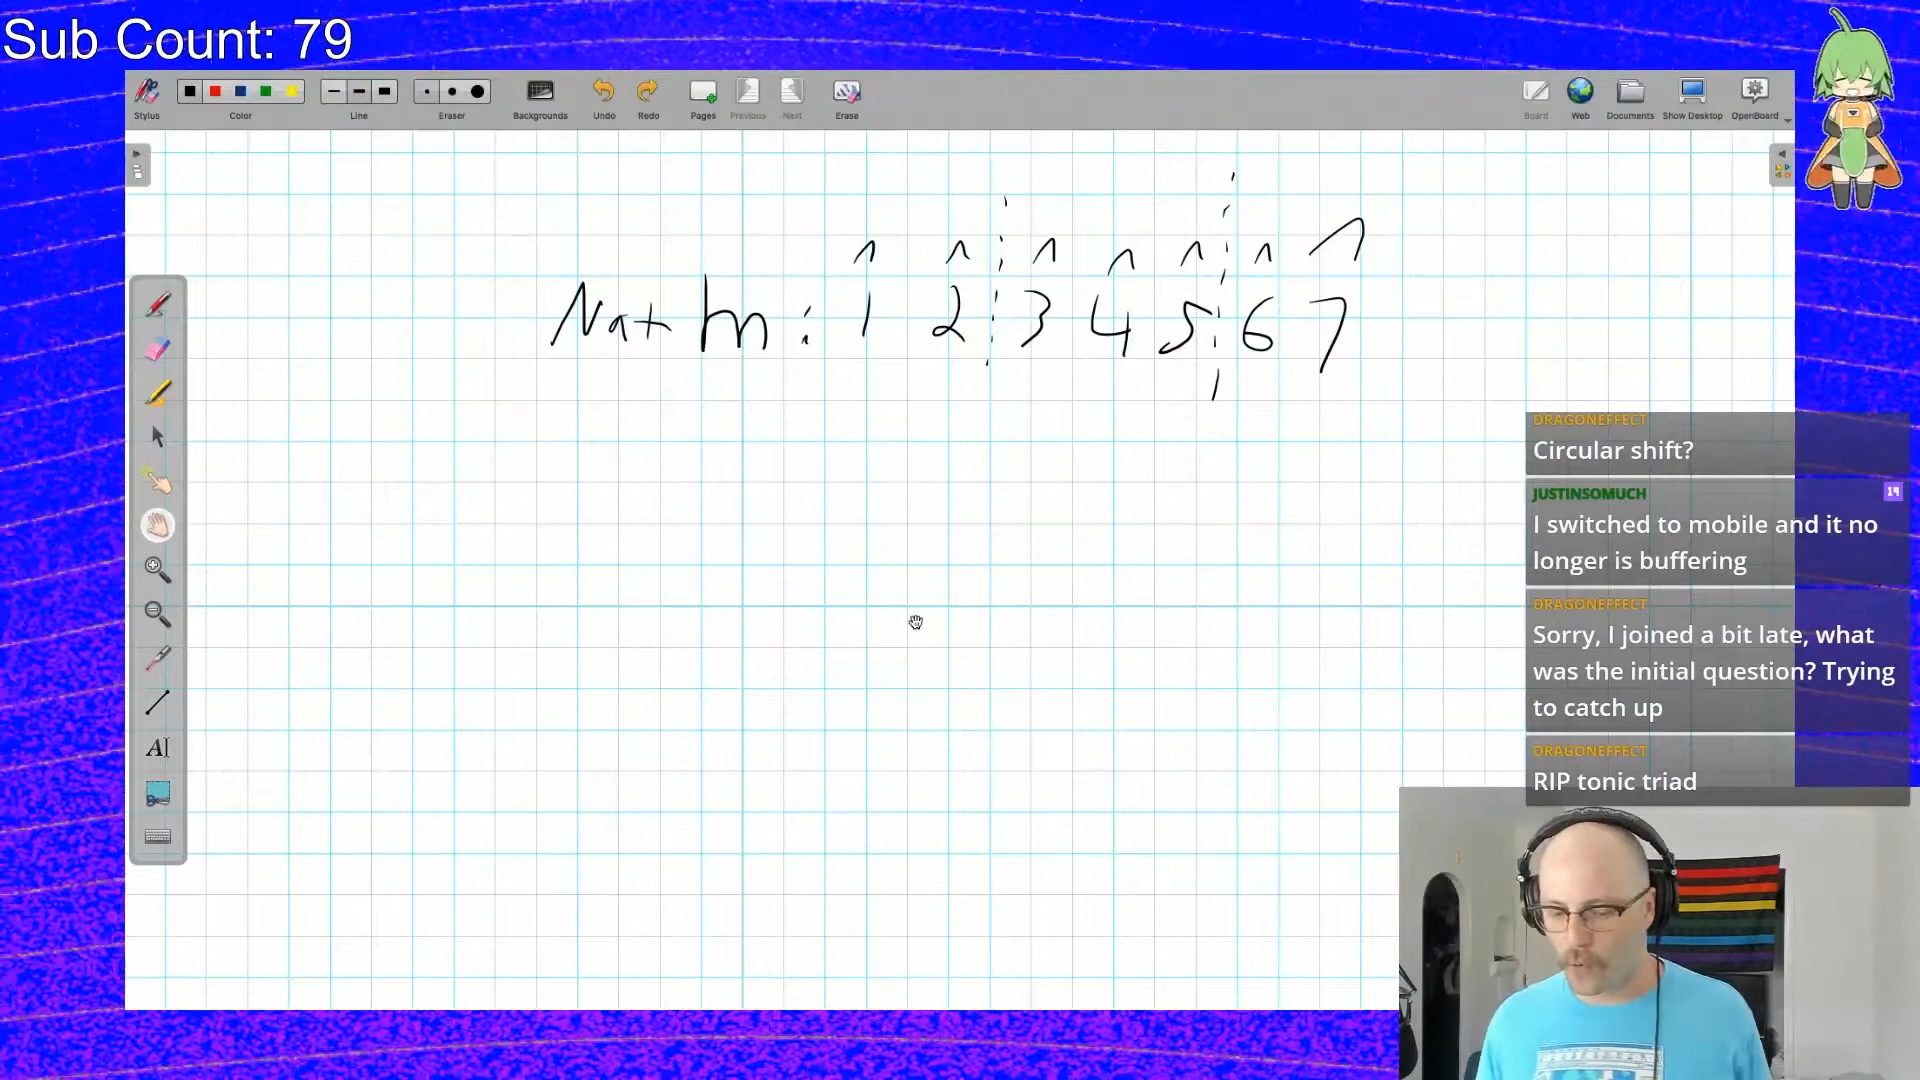 Sub Count: 79
Stylus
Color
Line
Eraser
Backgrounds
Undo
Redo
Pages
Previous
Next
Erase
Board
Web
Documents
Show Desktop
OpenBoard
^ ^ ^ ^ ^ ^ ^
Nat m: 1 2 3 4 5 6 7
DRAGONEFFECT
Circular shift?
JUSTINSOMUCH
19
I switched to mobile and it no
longer is buffering
DRAGONEFFECT
Sorry, I joined a bit late, what
was the initial question? Trying
to catch up
DRAGONEFFECT
RIP tonic triad
AI